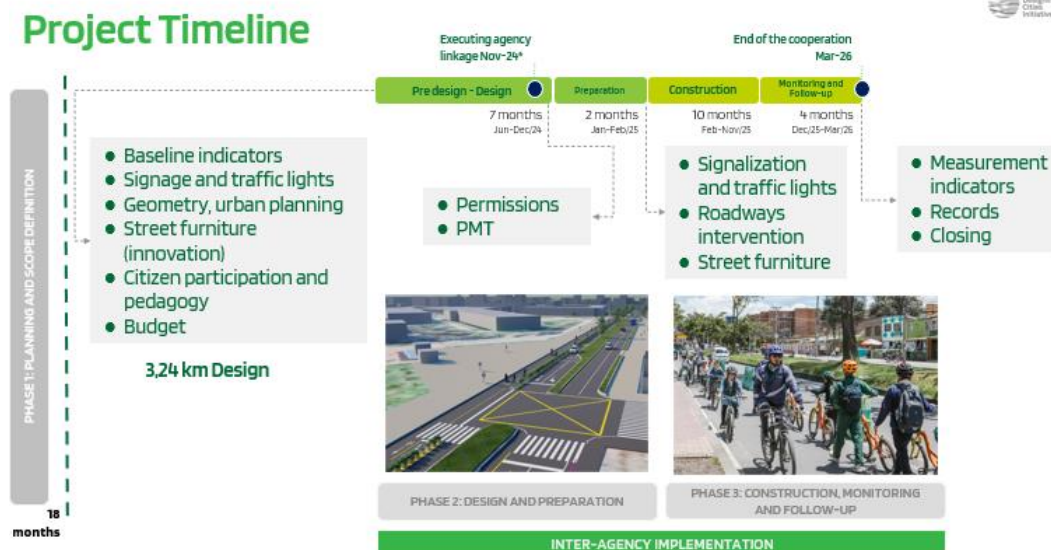 Cities
Initiative
Project Timeline
Executing agency
linkage Nov-24*
End of the cooperation
Mar-26
Pre design - Design
Preparation
Construction
Monitoring and
Follow-up
7 months
Jun-Dec/24
2 months
Jan-Feb/25
10 months
Feb-Nov/25
4 months
Dec/25-Mar/26
PHASE 1: PLANNING AND SCOPE DEFINITION
● Baseline indicators
● Signage and traffic lights
● Geometry, urban planning
● Street furniture
(innovation)
● Citizen participation and
pedagogy
● Budget
3,24 km Design
● Permissions
● PMT
● Signalization
and traffic lights
● Roadways
intervention
● Street furniture
● Measurement
indicators
● Records
● Closing
PHASE 2: DESIGN AND PREPARATION
PHASE 3: CONSTRUCTION, MONITORING
AND FOLLOW-UP
18
months
INTER-AGENCY IMPLEMENTATION